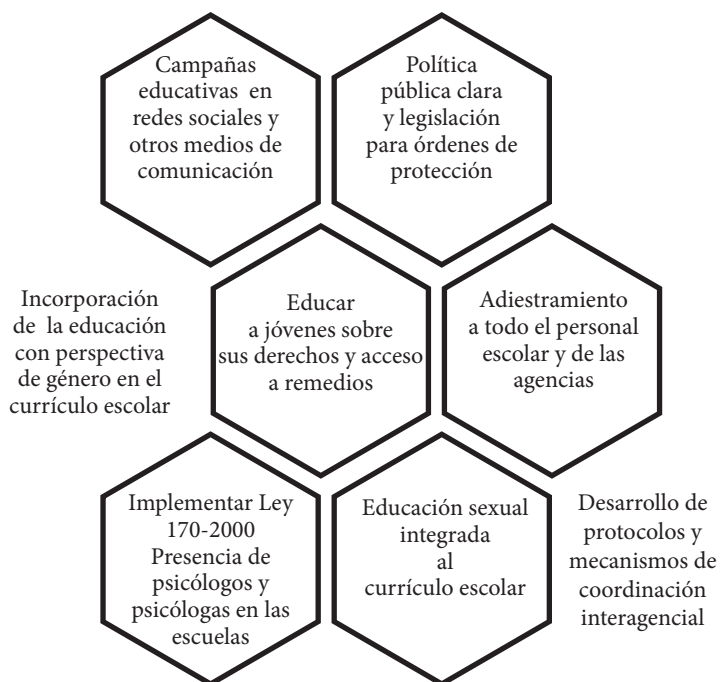 Campañas
educativas en
redes sociales y
otros medios de
comunicación
Política
pública clara
y legislación
para órdenes de
protección
Incorporación
de la educación
con perspectiva
de género en el
currículo escolar
Educar
a jóvenes sobre
sus derechos y acceso
a remedios
Adiestramiento
a todo el personal
escolar y de las
agencias
Implementar Ley
170-2000
Presencia de
psicólogos y
psicólogas en las
escuelas
Educación sexual
integrada
al
currículo escolar
Desarrollo de
protocolos y
mecanismos de
coordinación
interagencial